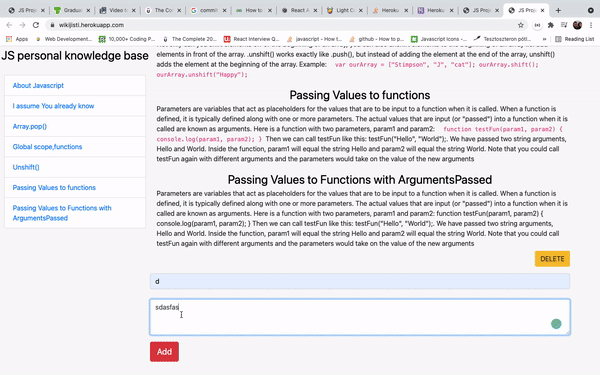 JS Pro
Gradua
Video t
The Co
commit
How to
React A
Light C
Heroku
Herok
JS Pro
JS Pro
wikijisti.herokuapp.com
Apps
Download
React Interview Q
javascript - How t...
github - How to p...
javascript - How t...
Tesztoszteron pótl...
Reading List
JS personal knowledge base
About Javascript
I assume You already know
Array.pop()
Global scope,functions
Unshift()
Passing Values to functions
Passing Values to Functions with ArgumentsPassed
elements in front of the array. .unshift() works exactly like .push(), but instead of adding the element at the end of the array, unshift()
adds the element at the beginning of the array. Example: var ourArray = ["Stimpson", "J", "cat"]; ourArray.shift();
ourArray.unshift("Happy");
Passing Values to functions
Parameters are variables that act as placeholders for the values that are to be input to a function when it is called. When a function is
defined, it is typically defined along with one or more parameters. The actual values that are input (or "passed") into a function when it is
called are known as arguments. Here is a function with two parameters, param1 and param2: function testFun(param1, param2) {
console.log(param1, param2); } Then we can call testFun like this: testFun("Hello", "World");. We have passed two string arguments,
Hello and World. Inside the function, param1 will equal the string Hello and param2 will equal the string World. Note that you could call
testFun again with different arguments and the parameters would take on the value of the new arguments
Passing Values to Functions with ArgumentsPassed
Parameters are variables that act as placeholders for the values that are to be input to a function when it is called. When a function is
defined, it is typically defined along with one or more parameters. The actual values that are input (or "passed") into a function when it is
called are known as arguments. Here is a function with two parameters, param1 and param2: function testFun(param1, param2) {
console.log(param1, param2); } Then we can call testFun like this: testFun("Hello", "World");. We have passed two string arguments,
Hello and World. Inside the function, param1 will equal the string Hello and param2 will equal the string World. Note that you could call
testFun again with different arguments and the parameters would take on the value of the new arguments
DELETE
d
sdasfas
Add